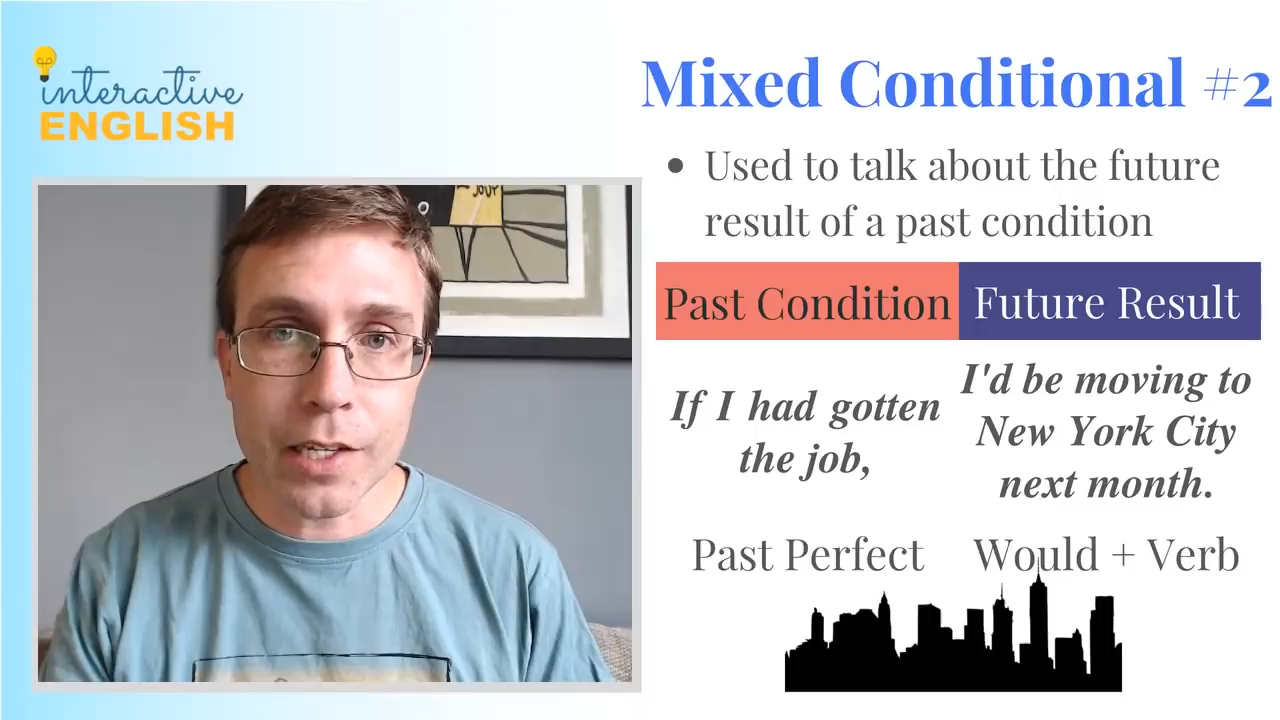 interactive
ENGLISH
Mixed Conditional #2
• Used to talk about the future
result of a past condition
Past Condition
Future Result
If I had gotten
the job,
I'd be moving to
New York City
next month.
Past Perfect
Would + Verb